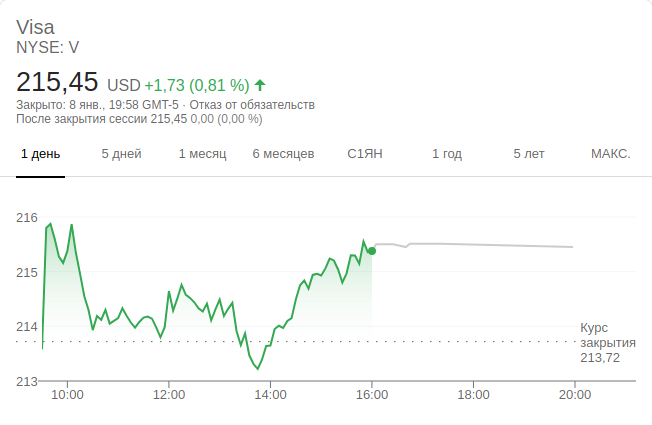 Visa
NYSE: V
215,45 USD +1,73 (0,81 %)
Закрыто: 8 янв., 19:58 GMT-5 · Отказ от обязательств
После закрытия сессии 215,45 0,00 (0,00 %)
1 день 5 дней 1 месяц 6 месяцев С1ЯН 1 год 5 лет МАКС.
216
215
214
213
Курс
закрытия
213,72
10:00 12:00 14:00 16:00 18:00 20:00